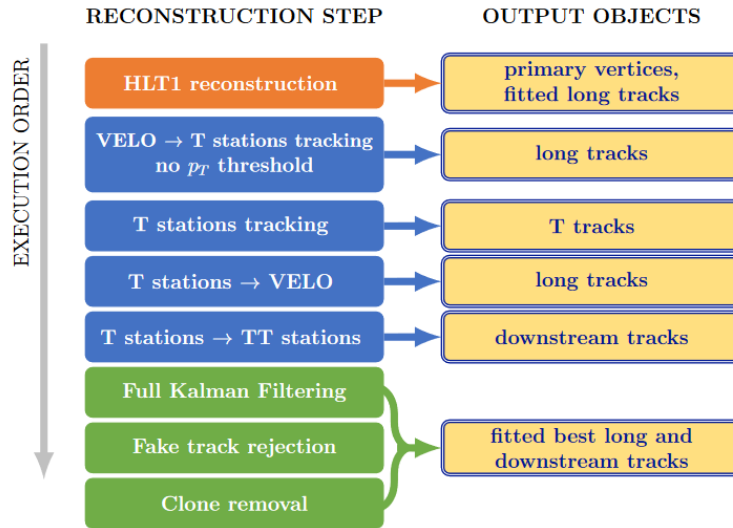 RECONSTRUCTION STEP
OUTPUT OBJECTS
EXECUTION ORDER
HLT1 reconstruction
primary vertices,
fitted long tracks
VELO → T stations tracking
no p_T threshold
long tracks
T stations tracking
T tracks
T stations → VELO
long tracks
T stations → TT stations
downstream tracks
Full Kalman Filtering
Fake track rejection
Clone removal
fitted best long and
downstream tracks